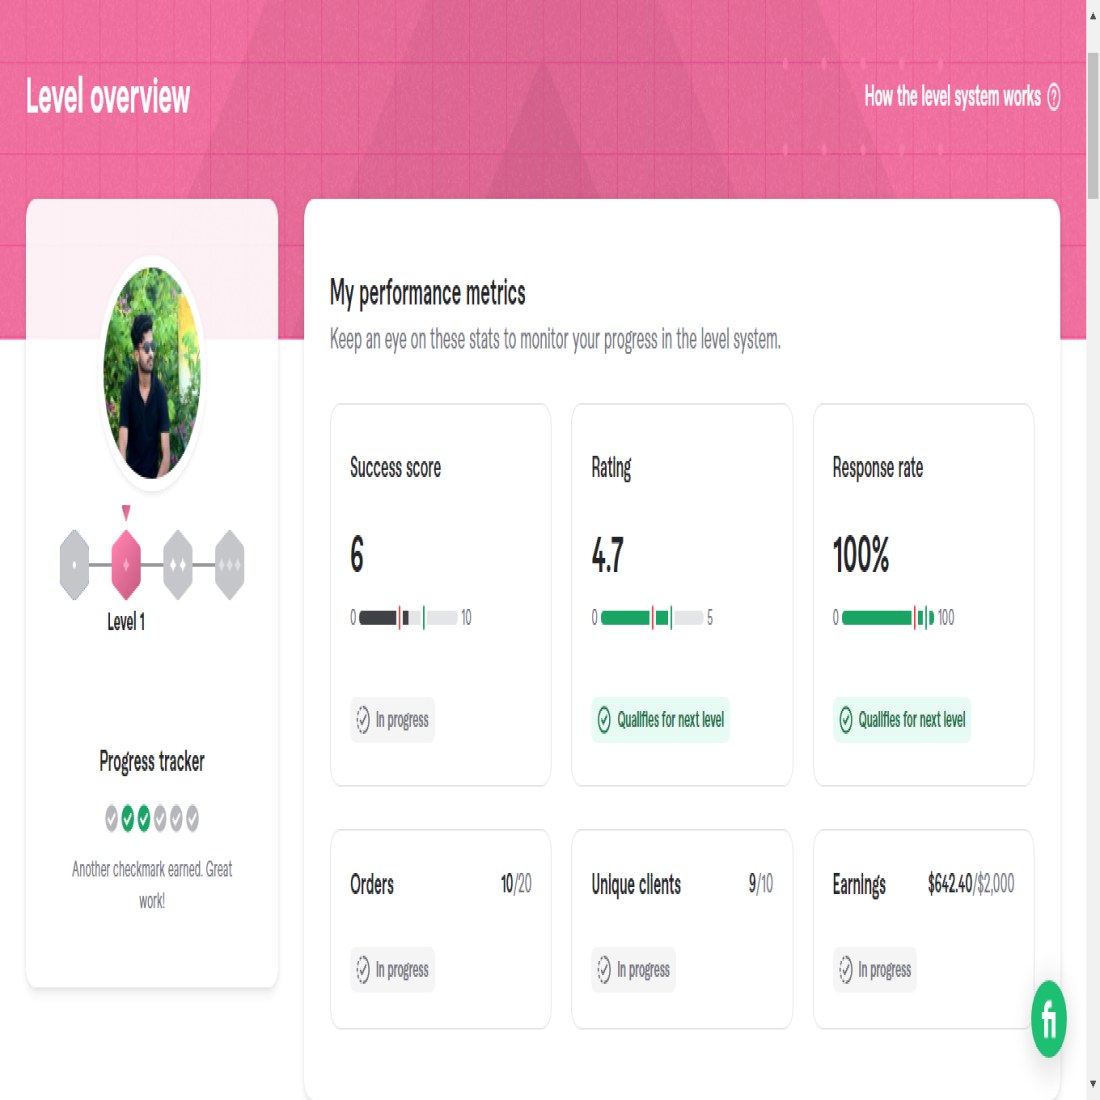 Level overview
How the level system works ?
My performance metrics
Keep an eye on these stats to monitor your progress in the level system.
Level 1
Progress tracker
Another checkmark earned. Great
work!
Success score
6
0 10
In progress
Rating
4.7
0 5
Qualifies for next level
Response rate
100%
0 100
Qualifies for next level
Orders 10/20
In progress
Unique clients 9/10
In progress
Earnings $642.40/$2,000
In progress
fi